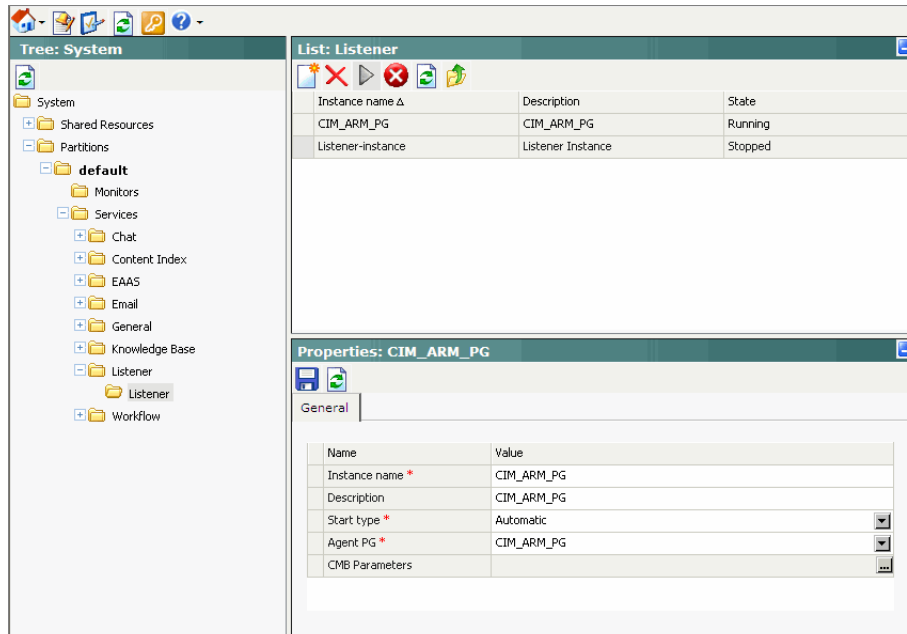 Tree: System
System
Shared Resources
Partitions
default
Monitors
Services
Chat
Content Index
EAAS
Email
General
Knowledge Base
Listener
Listener
Workflow
List: Listener
Instance name Description State
CIM_ARM_PG CIM_ARM_PG Running
Listener-instance Listener Instance Stopped
Properties: CIM_ARM_PG
General
Name Value
Instance name * CIM_ARM_PG
Description CIM_ARM_PG
Start type * Automatic
Agent PG * CIM_ARM_PG
CMB Parameters ...